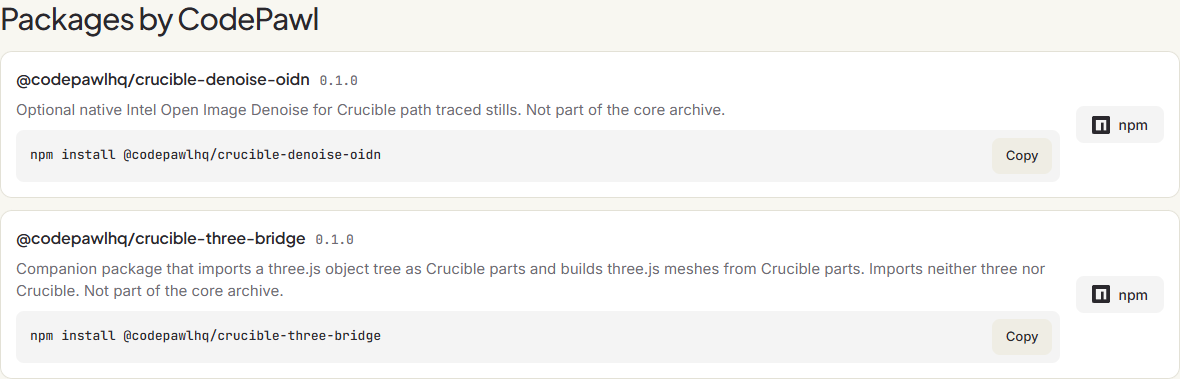 Packages by CodePawl
@codepawlhq/crucible-denoise-oidn 0.1.0
Optional native Intel Open Image Denoise for Crucible path traced stills. Not part of the core archive.
npm
npm install @codepawlhq/crucible-denoise-oidn
Copy
@codepawlhq/crucible-three-bridge 0.1.0
Companion package that imports a three.js object tree as Crucible parts and builds three.js meshes from Crucible parts. Imports neither three nor
Crucible. Not part of the core archive.
npm
npm install @codepawlhq/crucible-three-bridge
Copy